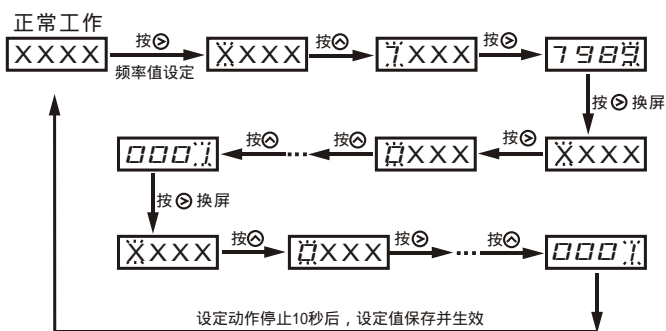 正常工作
XXXX 按 频率值设定 XXXX 按 7XXX 按 7989
按 换屏
0001 按 ... 按 0XXX 按 XXXX
按 换屏
XXXX 按 0XXX 按 ... 按 0001
设定动作停止10秒后，设定值保存并生效